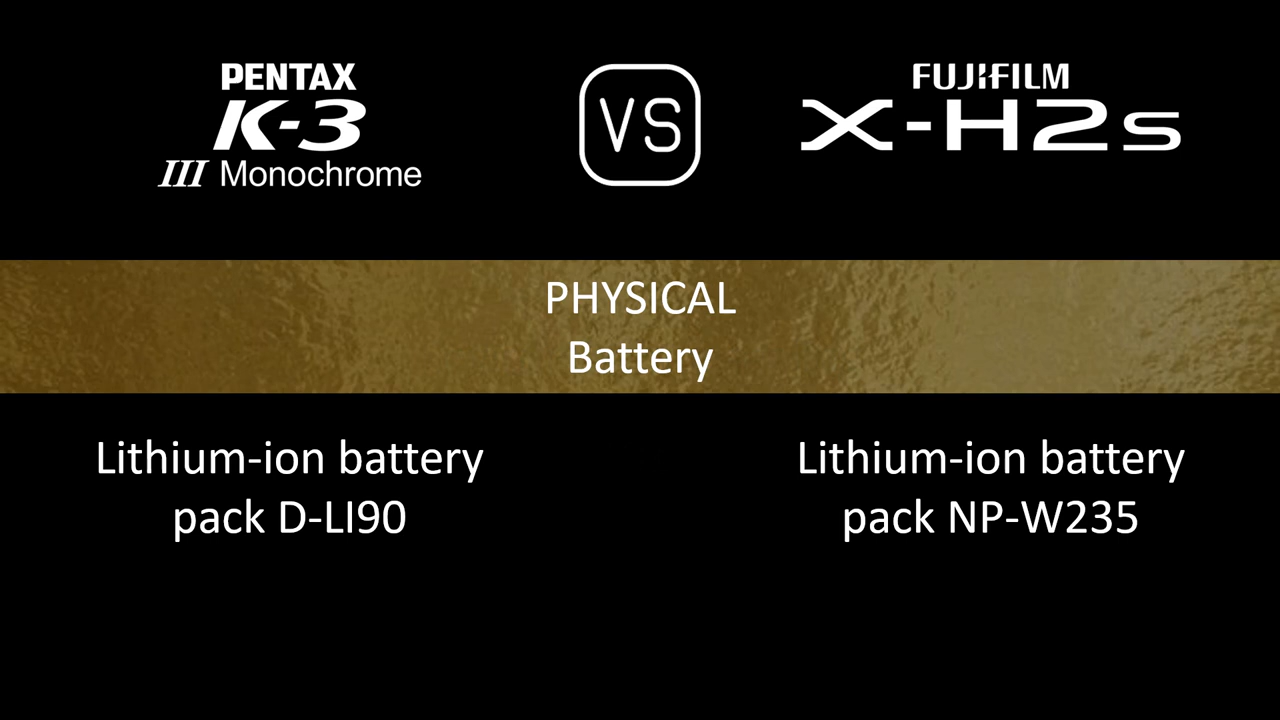 PENTAX
K-3
III Monochrome
VS
FUJIFILM
X-H2s
PHYSICAL
Battery
Lithium-ion battery
pack D-LI90
Lithium-ion battery
pack NP-W235